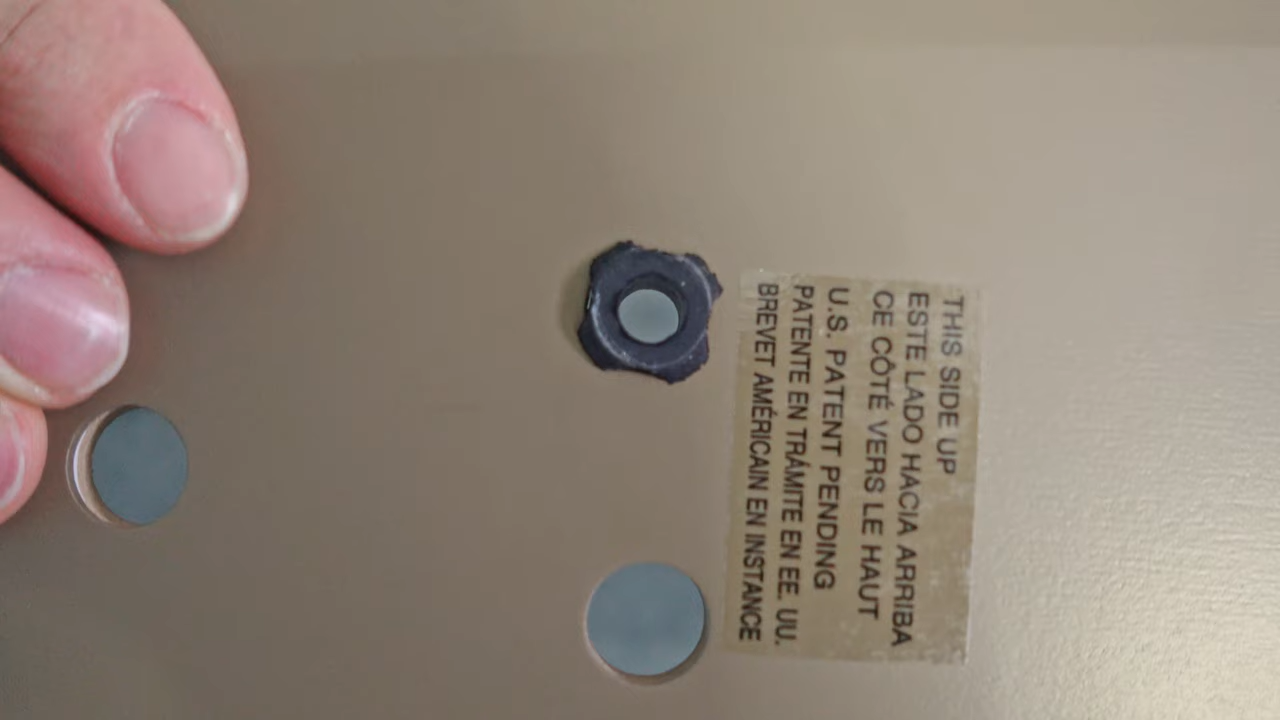 THIS SIDE UP
ESTE LADO HACIA ARRIBA
CE CÔTÉ VERS LE HAUT
U.S. PATENT PENDING
PATENTE EN TRÁMITE EN EE. UU.
BREVET AMÉRICAIN EN INSTANCE